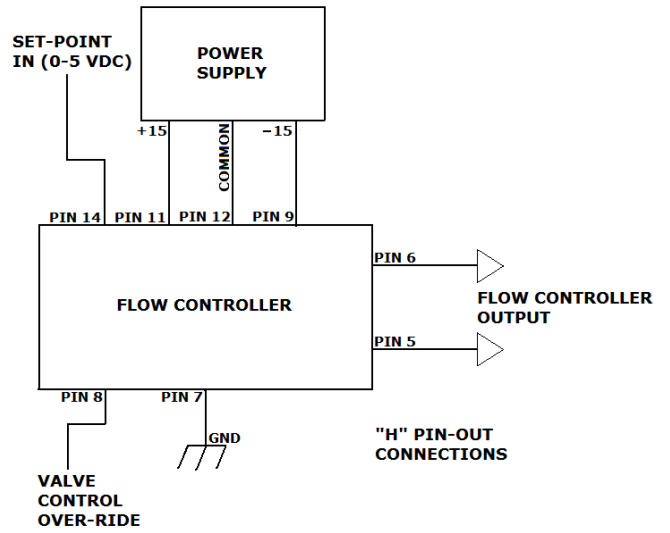 SET-POINT
IN (0-5 VDC)
POWER
SUPPLY
+15
COMMON
−15
PIN 14
PIN 11
PIN 12
PIN 9
FLOW CONTROLLER
PIN 6
FLOW CONTROLLER
OUTPUT
PIN 5
PIN 8
PIN 7
GND
"H" PIN-OUT
CONNECTIONS
VALVE
CONTROL
OVER-RIDE